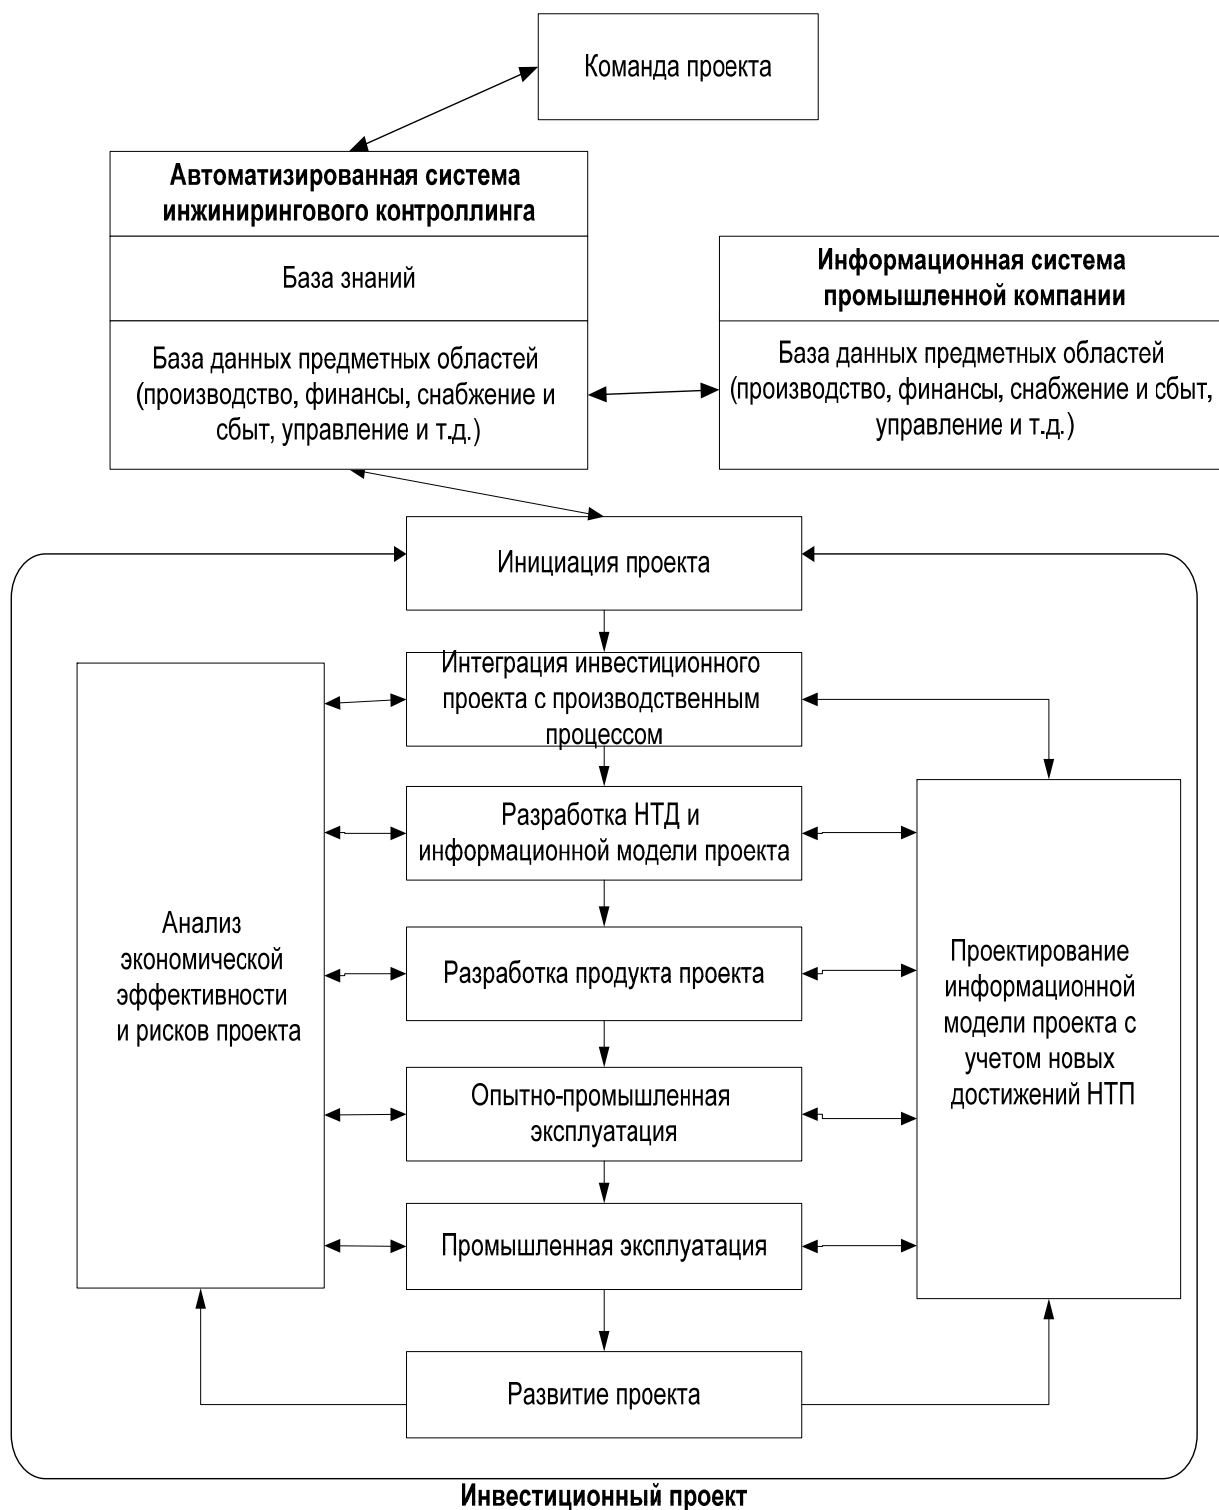 Команда проекта
Автоматизированная система
инжинирингового контроллинга
База знаний
База данных предметных областей
(производство, финансы, снабжение и
сбыт, управление и т.д.)
Информационная система
промышленной компании
База данных предметных областей
(производство, финансы, снабжение и сбыт,
управление и т.д.)
Инициация проекта
Интеграция инвестиционного
проекта с производственным
процессом
Разработка НТД и
информационной модели проекта
Анализ
экономической
эффективности
и рисков проекта
Разработка продукта проекта
Проектирование
информационной
модели проекта с
учетом новых
достижений НТП
Опытно-промышленная
эксплуатация
Промышленная эксплуатация
Развитие проекта
Инвестиционный проект